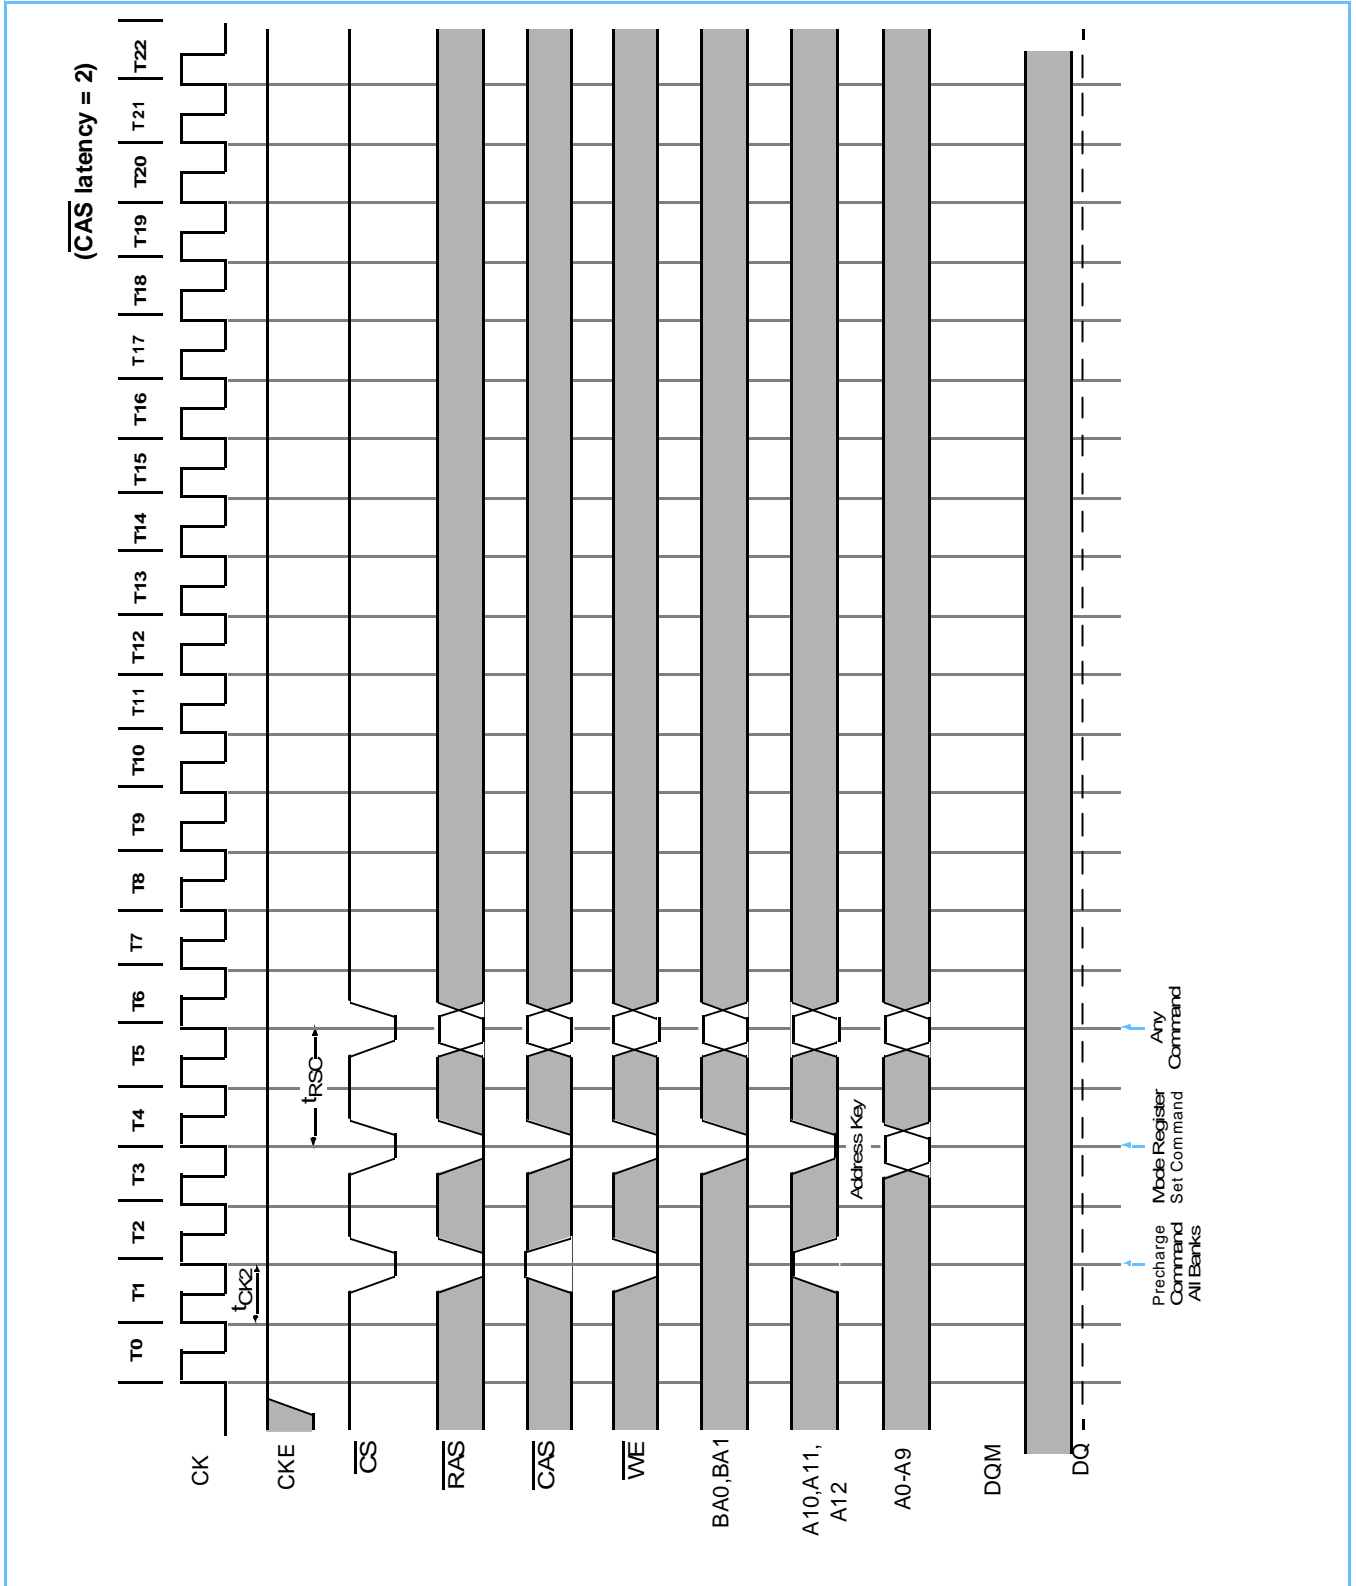 (CAS latency = 2)
T0 T1 T2 T3 T4 T5 T6 T7 T8 T9 T10 T11 T12 T13 T14 T15 T16 T17 T18 T19 T20 T21 T22
CK
tCK2
CKE
tRSC
CS
RAS
CAS
WE
BA0,BA1
A10,A11,
A12
Address Key
A0-A9
DQM
DQ
Precharge
Command
All Banks
Mode Register
Set Command
Any
Command